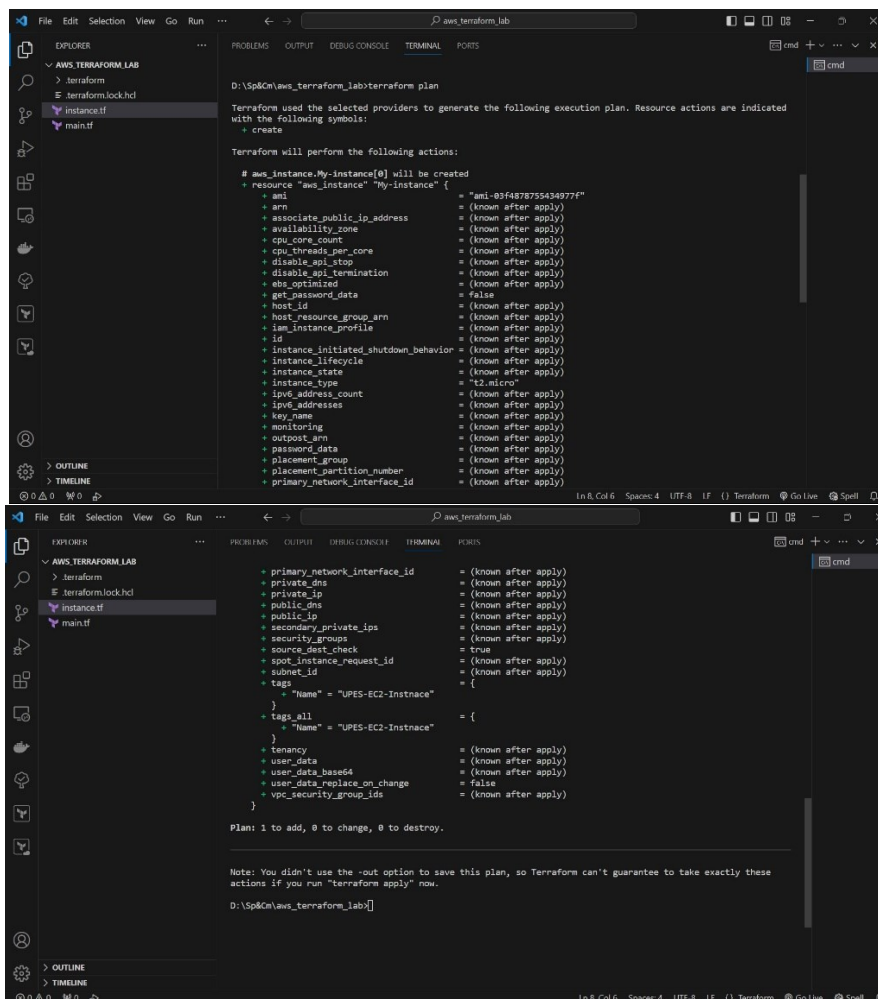 File Edit Selection View Go Run ··· aws_terraform_lab
EXPLORER ···
AWS_TERRAFORM_LAB
.terraform
.terraform.lock.hcl
instance.tf
main.tf
OUTLINE
TIMELINE
PROBLEMS OUTPUT DEBUG CONSOLE TERMINAL PORTS cmd
cmd
D:\Sp&Cm\aws_terraform_lab>terraform plan
Terraform used the selected providers to generate the following execution plan. Resource actions are indicated
with the following symbols:
+ create
Terraform will perform the following actions:
# aws_instance.My-instance[0] will be created
+ resource "aws_instance" "My-instance" {
+ ami = "ami-03f4878755434977f"
+ arn = (known after apply)
+ associate_public_ip_address = (known after apply)
+ availability_zone = (known after apply)
+ cpu_core_count = (known after apply)
+ cpu_threads_per_core = (known after apply)
+ disable_api_stop = (known after apply)
+ disable_api_termination = (known after apply)
+ ebs_optimized = (known after apply)
+ get_password_data = false
+ host_id = (known after apply)
+ host_resource_group_arn = (known after apply)
+ iam_instance_profile = (known after apply)
+ id = (known after apply)
+ instance_initiated_shutdown_behavior = (known after apply)
+ instance_lifecycle = (known after apply)
+ instance_state = (known after apply)
+ instance_type = "t2.micro"
+ ipv6_address_count = (known after apply)
+ ipv6_addresses = (known after apply)
+ key_name = (known after apply)
+ monitoring = (known after apply)
+ outpost_arn = (known after apply)
+ password_data = (known after apply)
+ placement_group = (known after apply)
+ placement_partition_number = (known after apply)
+ primary_network_interface_id = (known after apply)
0 0 0 Ln 8, Col 6 Spaces: 4 UTF-8 LF {} Terraform Go Live Spell
File Edit Selection View Go Run ··· aws_terraform_lab
EXPLORER ···
AWS_TERRAFORM_LAB
.terraform
.terraform.lock.hcl
instance.tf
main.tf
OUTLINE
TIMELINE
PROBLEMS OUTPUT DEBUG CONSOLE TERMINAL PORTS cmd
cmd
+ primary_network_interface_id = (known after apply)
+ private_dns = (known after apply)
+ private_ip = (known after apply)
+ public_dns = (known after apply)
+ public_ip = (known after apply)
+ secondary_private_ips = (known after apply)
+ security_groups = (known after apply)
+ source_dest_check = true
+ spot_instance_request_id = (known after apply)
+ subnet_id = (known after apply)
+ tags = {
+ "Name" = "UPES-EC2-Instnace"
}
+ tags_all = {
+ "Name" = "UPES-EC2-Instnace"
}
+ tenancy = (known after apply)
+ user_data = (known after apply)
+ user_data_base64 = (known after apply)
+ user_data_replace_on_change = false
+ vpc_security_group_ids = (known after apply)
}
Plan: 1 to add, 0 to change, 0 to destroy.
Note: You didn't use the -out option to save this plan, so Terraform can't guarantee to take exactly these
actions if you run "terraform apply" now.
D:\Sp&Cm\aws_terraform_lab>
0 0 0 Ln 8, Col 6 Spaces: 4 UTF-8 LF {} Terraform Go Live Spell